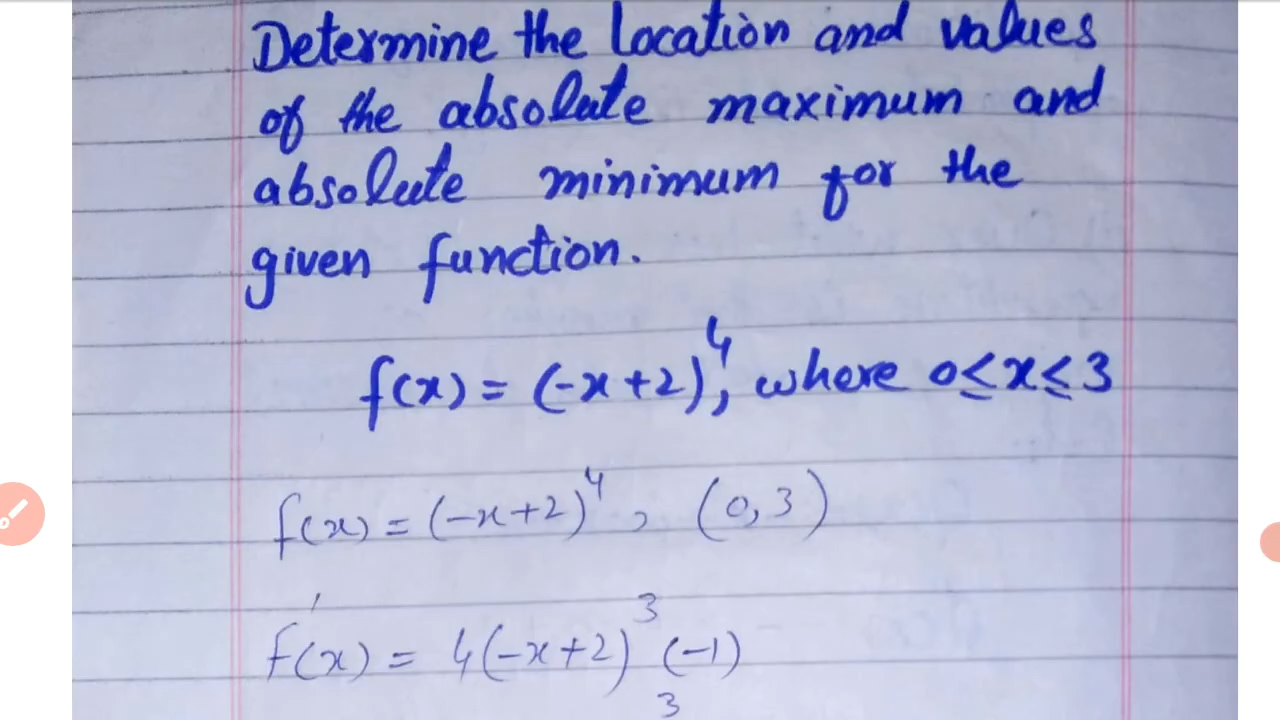 Determine the location and values
of the absolute maximum and
absolute minimum for the
given function.
f(x) = (-x+2)⁴, where 0≤x≤3
f(x) = (-x+2)⁴ , (0,3)
f'(x) = 4(-x+2)³ (-1)
3